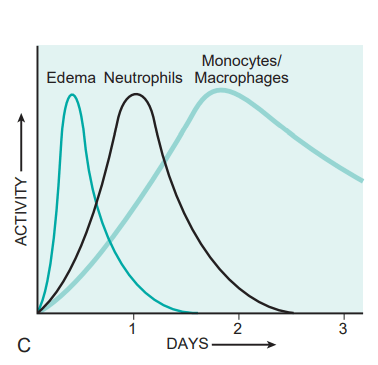 Monocytes/
Edema Neutrophils Macrophages
ACTIVITY
1 2 3
C DAYS